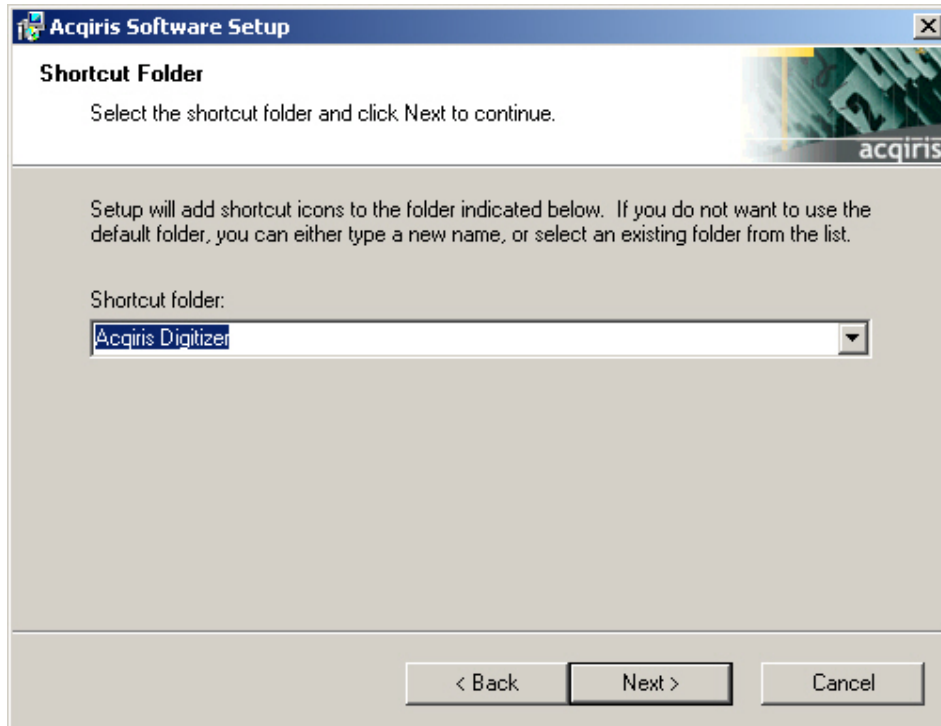 Acqiris Software Setup
Shortcut Folder
Select the shortcut folder and click Next to continue.
acqiris
Setup will add shortcut icons to the folder indicated below. If you do not want to use the
default folder, you can either type a new name, or select an existing folder from the list.
Shortcut folder:
Acqiris Digitizer
< Back Next > Cancel